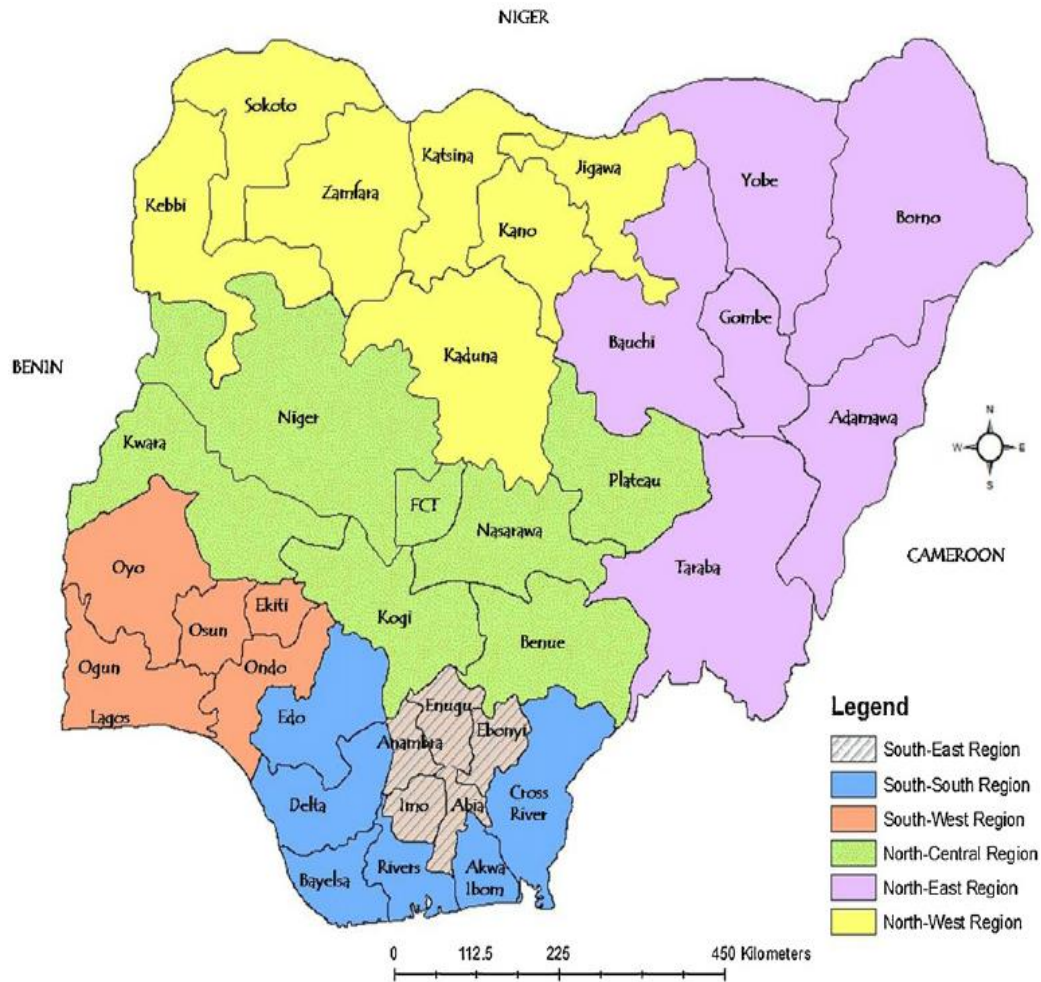 NIGER
Sokoto
Katsina
Jigawa
Zamfara
Kebbi
Kano
Yobe
Borno
Gombe
Bauchi
Kaduna
BENIN
Niger
Adamawa
Kwara
Plateau
FCT
Nasarawa
N
W
E
S
CAMEROON
Oyo
Taraba
Ekiti
Osun
Kogi
Benue
Ogun
Ondo
Lagos
Edo
Enugu
Ebonyi
Anambra
Delta
Imo
Abia
Cross
River
Rivers
Akwa
Ibom
Bayelsa
Legend
South-East Region
South-South Region
South-West Region
North-Central Region
North-East Region
North-West Region
0 112.5 225 450 Kilometers